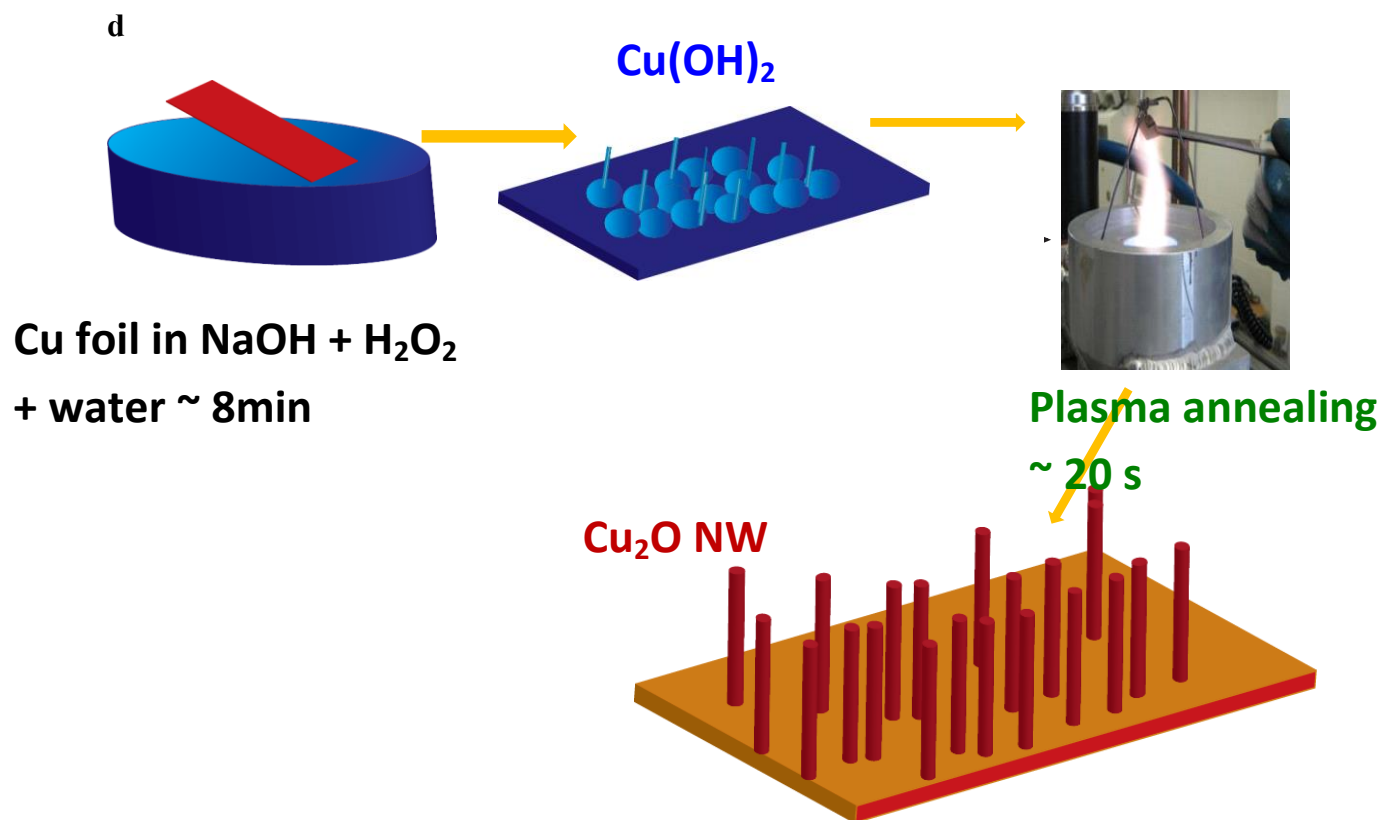 d
Cu(OH)₂
Cu foil in NaOH + H₂O₂
+ water ~ 8min
Plasma annealing
~ 20 s
Cu₂O NW